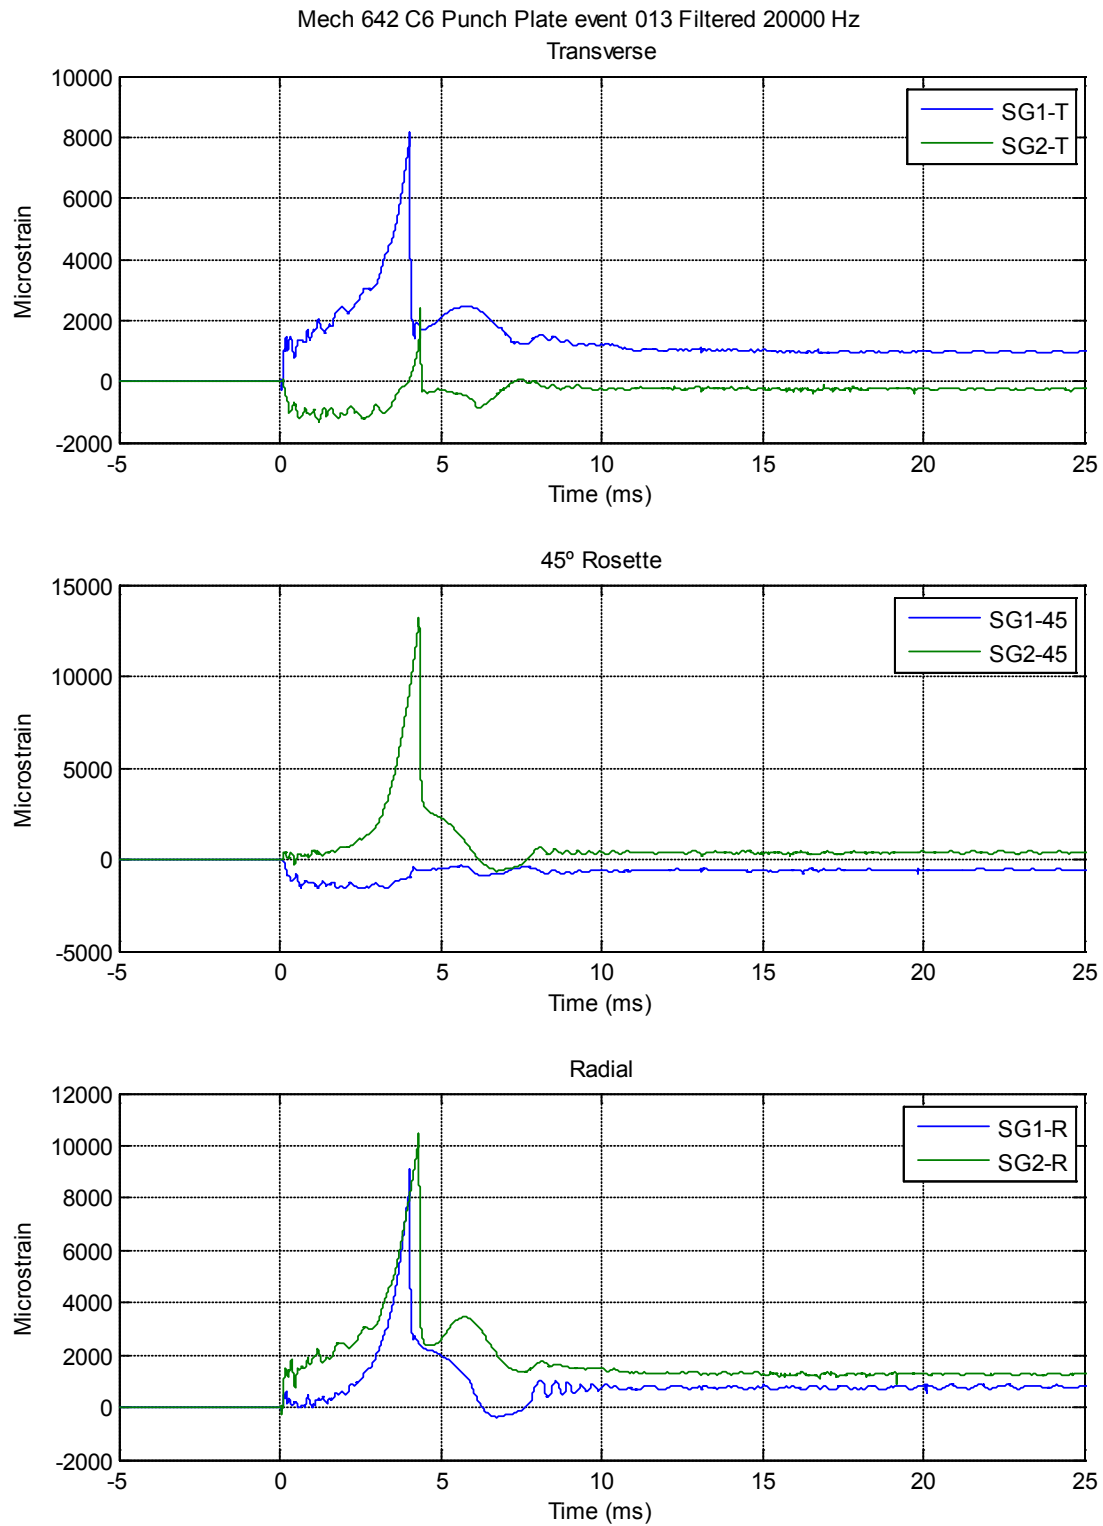 Mech 642 C6 Punch Plate event 013 Filtered 20000 Hz
Transverse
10000
8000
6000
4000
2000
0
-2000
Microstrain
SG1-T
SG2-T
-5 0 5 10 15 20 25
Time (ms)
45º Rosette
15000
10000
5000
0
-5000
Microstrain
SG1-45
SG2-45
-5 0 5 10 15 20 25
Time (ms)
Radial
12000
10000
8000
6000
4000
2000
0
-2000
Microstrain
SG1-R
SG2-R
-5 0 5 10 15 20 25
Time (ms)